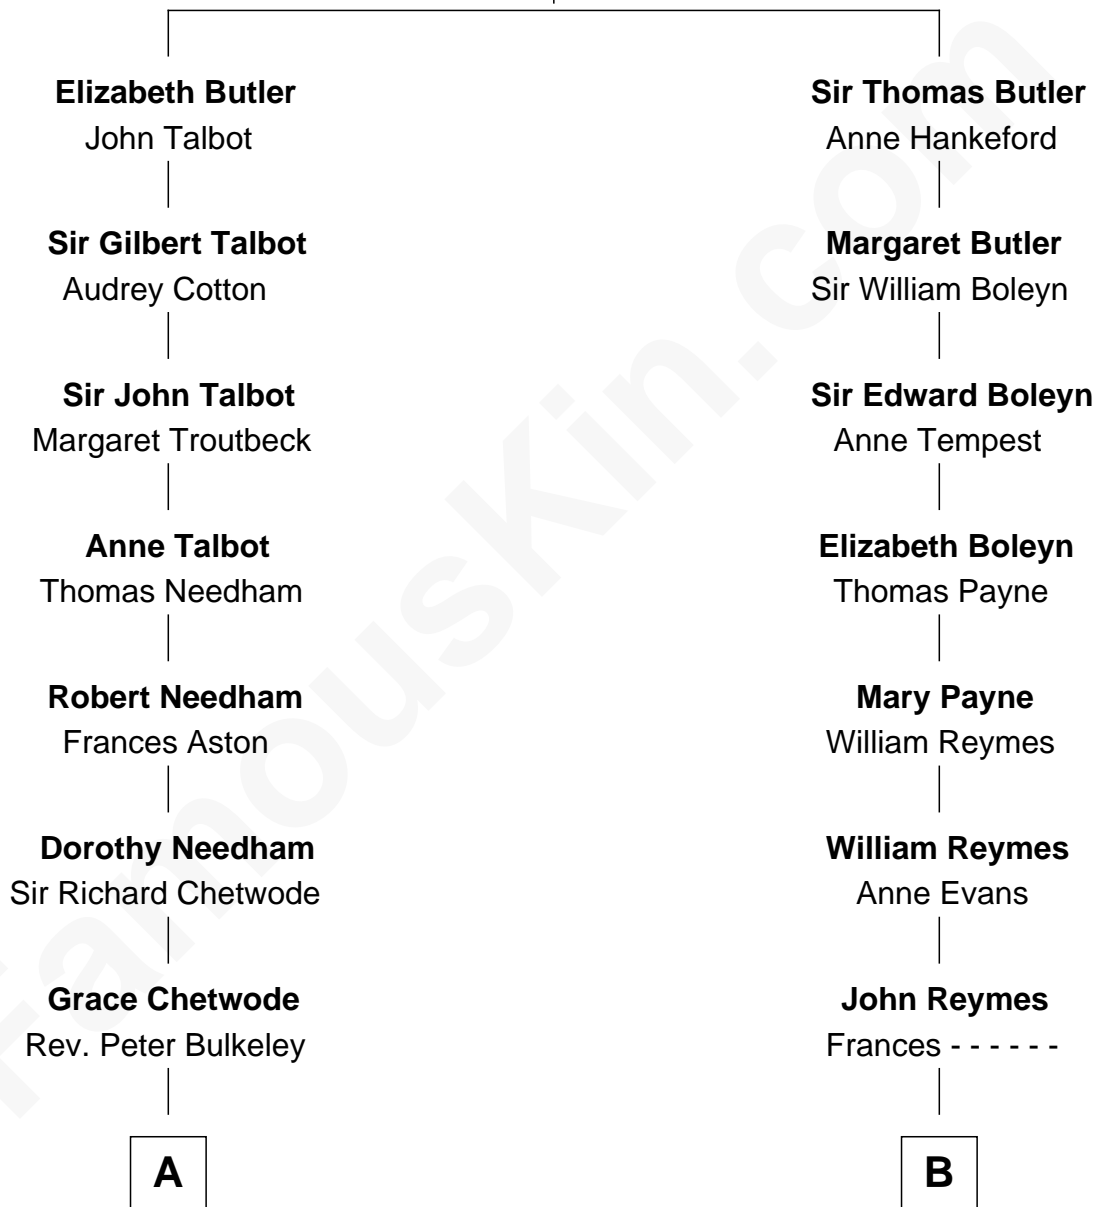 Elizabeth Butler
John Talbot
Sir Gilbert Talbot
Audrey Cotton
Sir John Talbot
Margaret Troutbeck
Anne Talbot
Thomas Needham
Robert Needham
Frances Aston
Dorothy Needham
Sir Richard Chetwode
Grace Chetwode
Rev. Peter Bulkeley
A
Sir Thomas Butler
Anne Hankeford
Margaret Butler
Sir William Boleyn
Sir Edward Boleyn
Anne Tempest
Elizabeth Boleyn
Thomas Payne
Mary Payne
William Reymes
William Reymes
Anne Evans
John Reymes
Frances - - - - - -
B
FamousKin.com